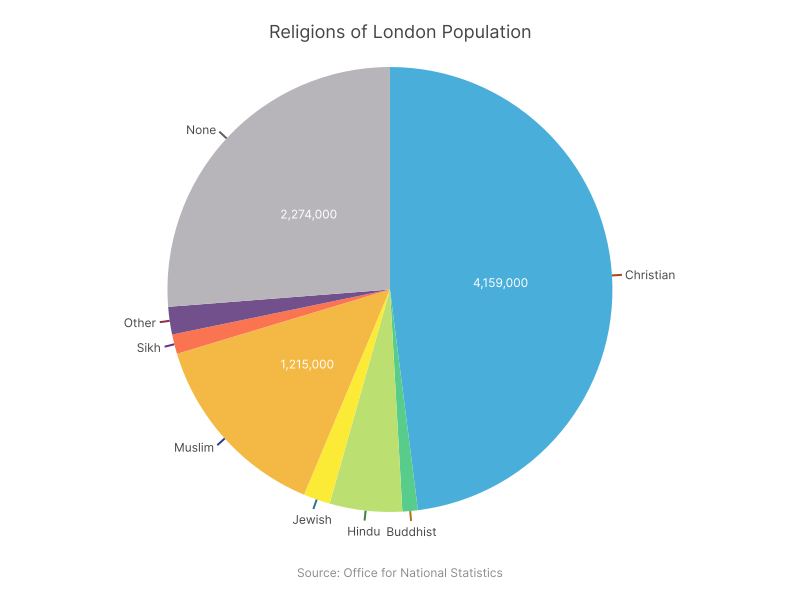 Religions of London Population
None
2,274,000
Christian
4,159,000
Other
Sikh
1,215,000
Muslim
Jewish
Hindu
Buddhist
Source: Office for National Statistics